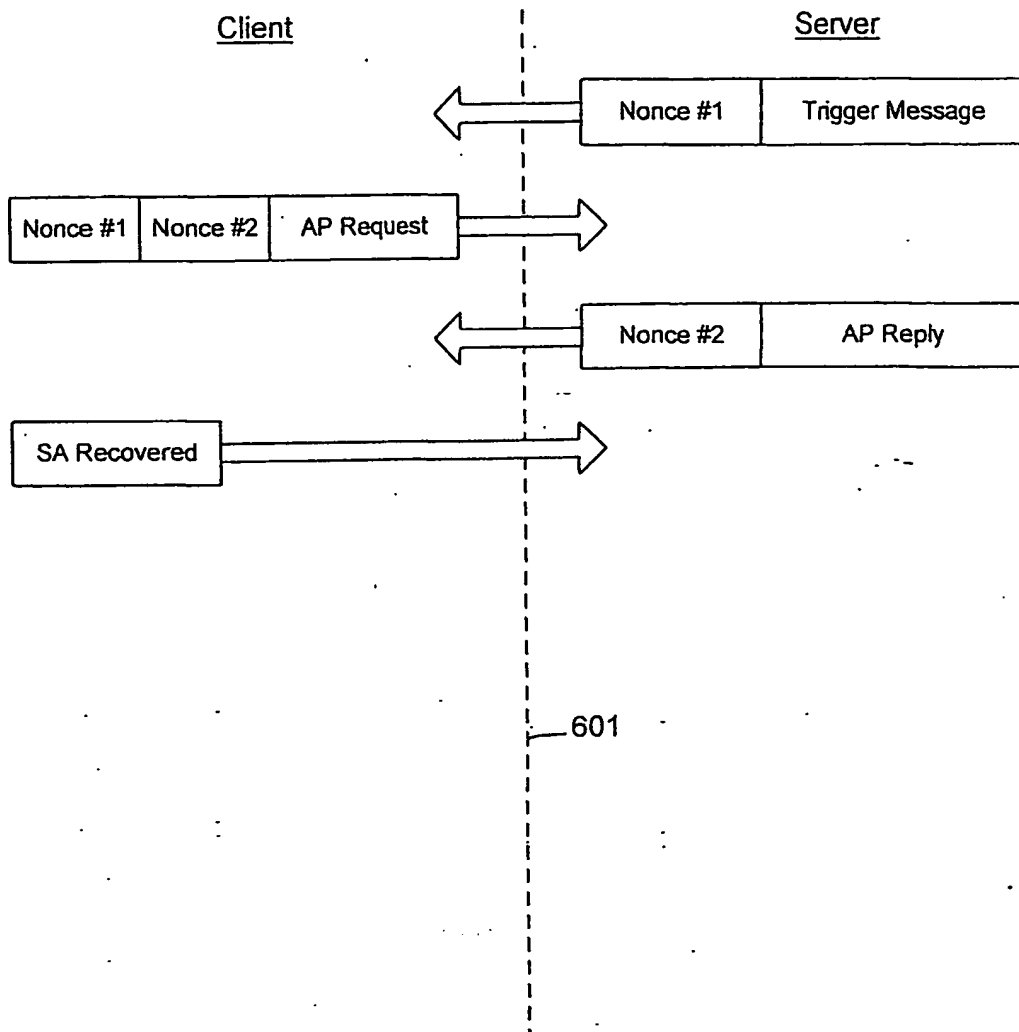 Client
Server
Nonce #1
Trigger Message
Nonce #1
Nonce #2
AP Request
Nonce #2
AP Reply
SA Recovered
601